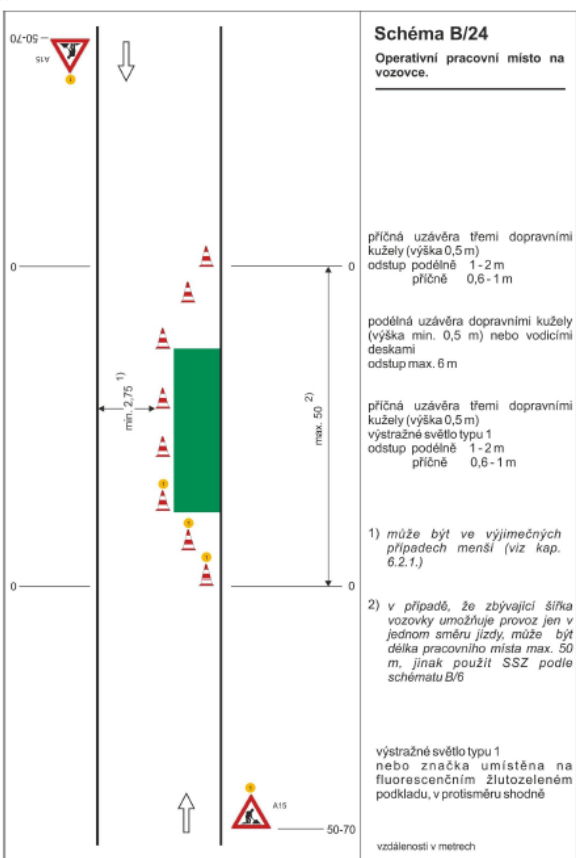 50-70
A15
1
Schéma B/24
Operativní pracovní místo na
vozovce.
příčná uzávěra třemi dopravními
kužely (výška 0,5 m)
odstup podélně 1 - 2 m
příčně 0,6 - 1 m
0
0
podélná uzávěra dopravními kužely
(výška min. 0,5 m) nebo vodicími
deskami
odstup max. 6 m
min. 2,75 1)
max. 50 2)
příčná uzávěra třemi dopravními
kužely (výška 0,5 m)
výstražné světlo typu 1
odstup podélně 1 - 2 m
příčně 0,6 - 1 m
1
1
1
0
0
1) může být ve výjimečných
případech menší (viz kap.
6.2.1.)
2) v případě, že zbývající šířka
vozovky umožňuje provoz jen v
jednom směru jízdy, může být
délka pracovního místa max. 50
m, jinak použít SSZ podle
schématu B/6
výstražné světlo typu 1
nebo značka umístěna na
fluorescenčním žlutozeleném
podkladu, v protisměru shodně
1
A15
50-70
vzdálenosti v metrech